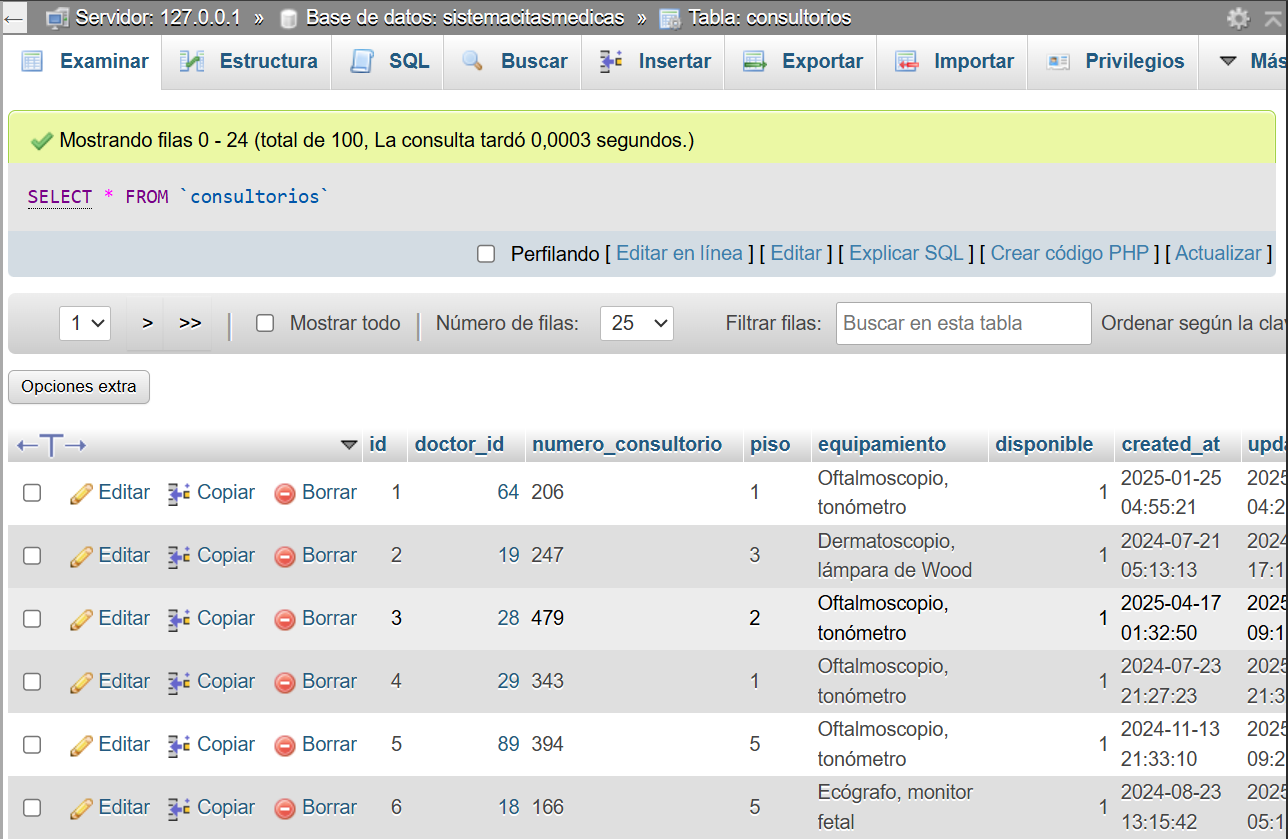 ← Servidor: 127.0.0.1 » Base de datos: sistemacitasmedicas » Tabla: consultorios
Examinar Estructura SQL Buscar Insertar Exportar Importar Privilegios Más
Mostrando filas 0 - 24 (total de 100, La consulta tardó 0,0003 segundos.)
SELECT * FROM `consultorios`
Perfilando [ Editar en línea ] [ Editar ] [ Explicar SQL ] [ Crear código PHP ] [ Actualizar ]
1 > >> | Mostrar todo | Número de filas: 25 Filtrar filas: Buscar en esta tabla Ordenar según la cla
Opciones extra
←T→ id doctor_id numero_consultorio piso equipamiento disponible created_at upda
Editar Copiar Borrar 1 64 206 1 Oftalmoscopio, tonómetro 1 2025-01-25 04:55:21 2025 04:2
Editar Copiar Borrar 2 19 247 3 Dermatoscopio, lámpara de Wood 1 2024-07-21 05:13:13 2024 17:1
Editar Copiar Borrar 3 28 479 2 Oftalmoscopio, tonómetro 1 2025-04-17 01:32:50 2025 09:1
Editar Copiar Borrar 4 29 343 1 Oftalmoscopio, tonómetro 1 2024-07-23 21:27:23 2025 21:3
Editar Copiar Borrar 5 89 394 5 Oftalmoscopio, tonómetro 1 2024-11-13 21:33:10 2025 09:2
Editar Copiar Borrar 6 18 166 5 Ecógrafo, monitor fetal 1 2024-08-23 13:15:42 2025 05:1